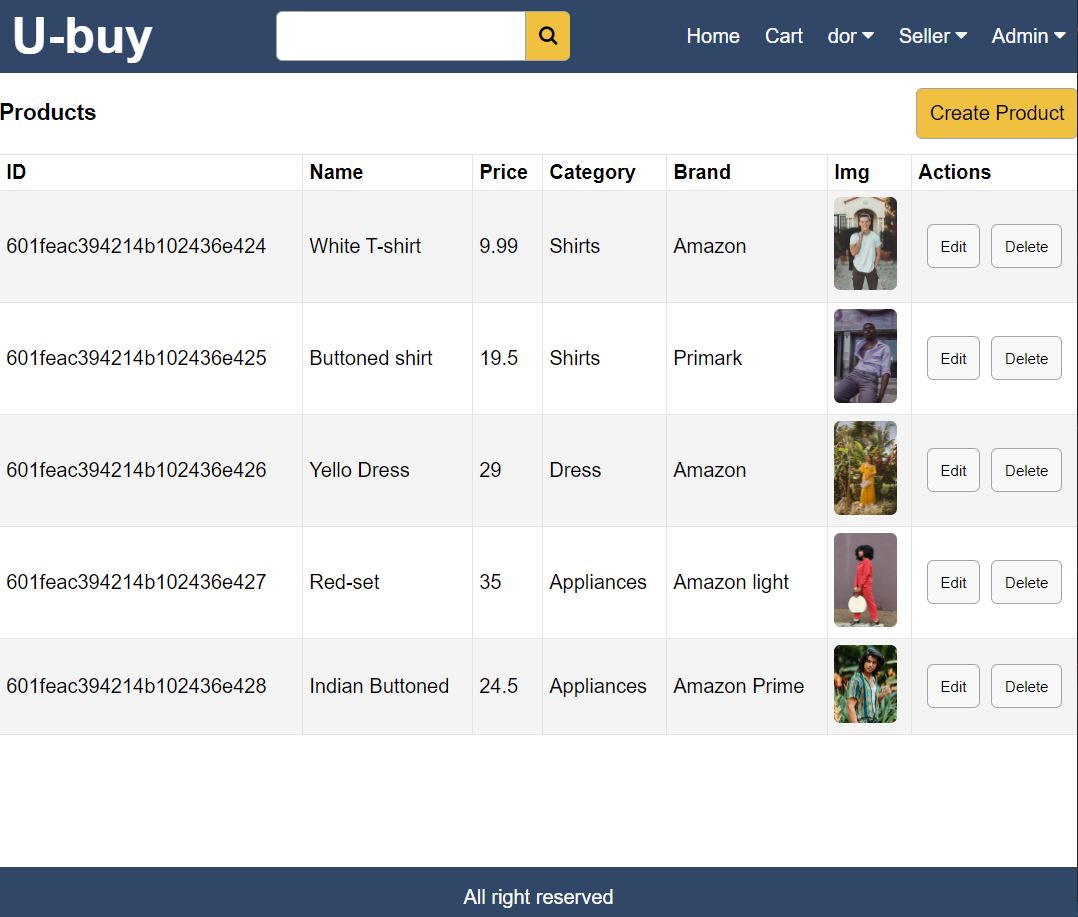 U-buy
Home Cart dor Seller Admin
Products
Create Product
ID Name Price Category Brand Img Actions
601feac394214b102436e424 White T-shirt 9.99 Shirts Amazon Edit Delete
601feac394214b102436e425 Buttoned shirt 19.5 Shirts Primark Edit Delete
601feac394214b102436e426 Yello Dress 29 Dress Amazon Edit Delete
601feac394214b102436e427 Red-set 35 Appliances Amazon light Edit Delete
601feac394214b102436e428 Indian Buttoned 24.5 Appliances Amazon Prime Edit Delete
All right reserved